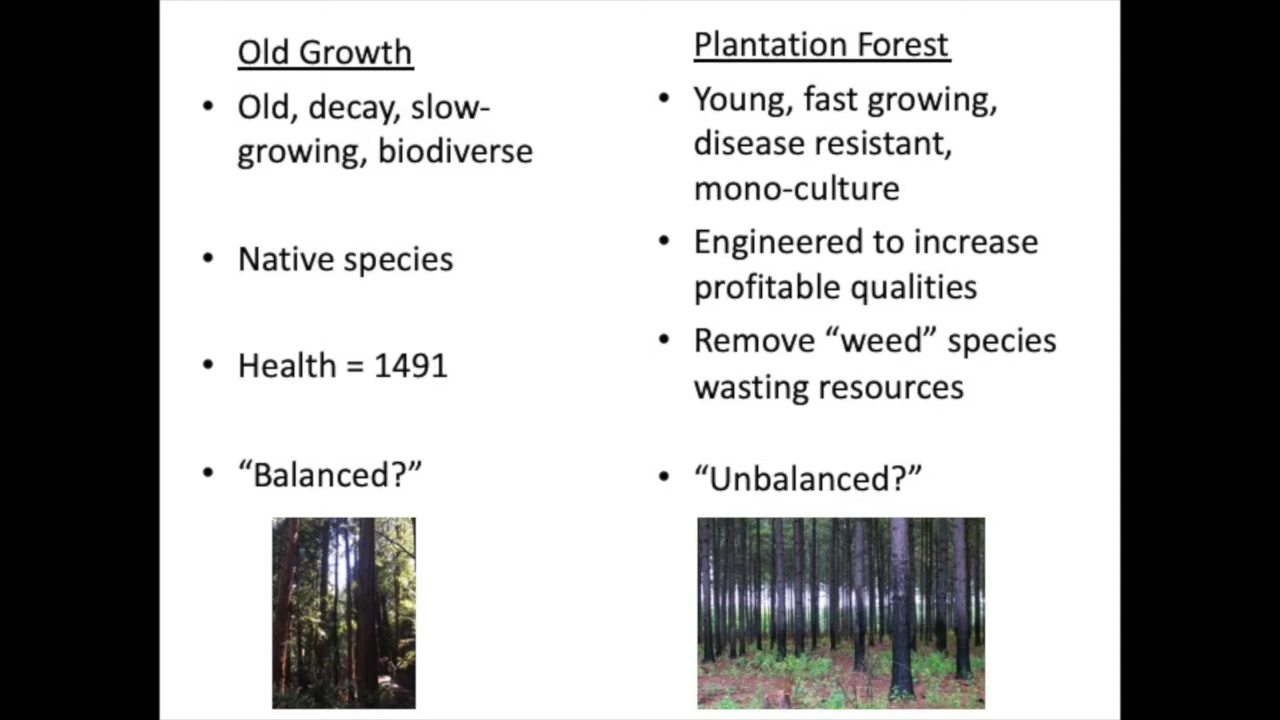 Old Growth
• Old, decay, slow-
growing, biodiverse
• Native species
• Health = 1491
• “Balanced?”
Plantation Forest
• Young, fast growing,
disease resistant,
mono-culture
• Engineered to increase
profitable qualities
• Remove “weed” species
wasting resources
• “Unbalanced?”